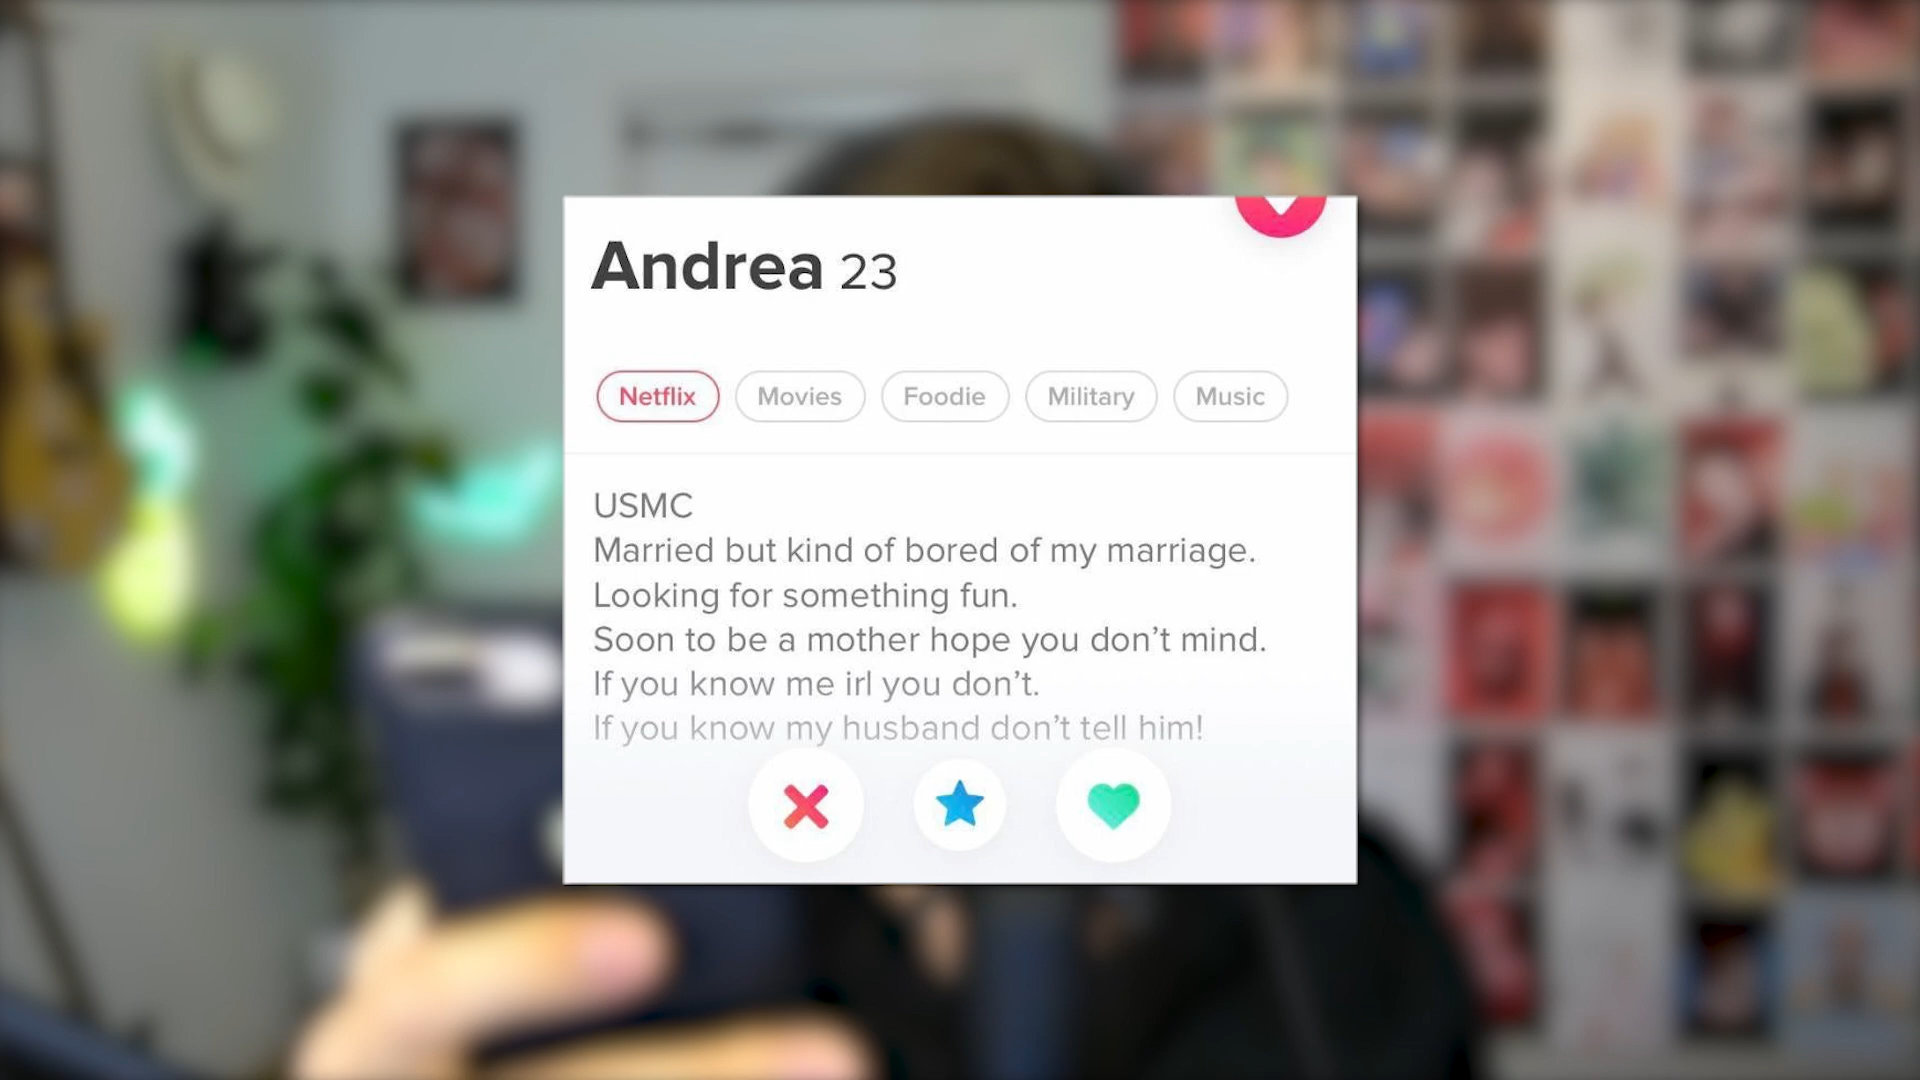 Andrea 23
Netflix Movies Foodie Military Music
USMC
Married but kind of bored of my marriage.
Looking for something fun.
Soon to be a mother hope you don’t mind.
If you know me irl you don’t.
If you know my husband don’t tell him!